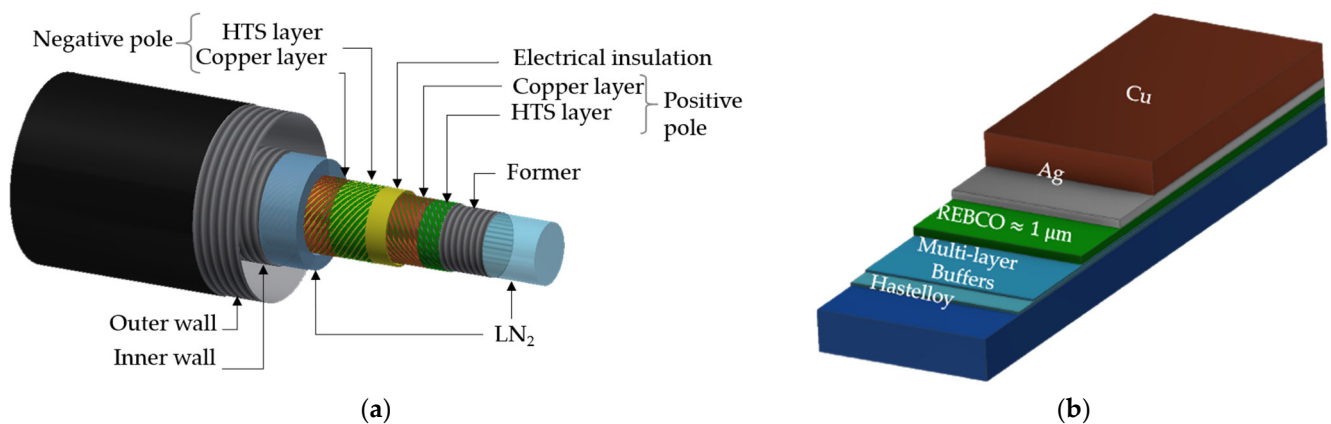 Negative pole
HTS layer
Copper layer
Electrical insulation
Copper layer
HTS layer
Positive
pole
Former
Outer wall
Inner wall
LN₂
(a)
Cu
Ag
REBCO ≈ 1 μm
Multi-layer
Buffers
Hastelloy
(b)